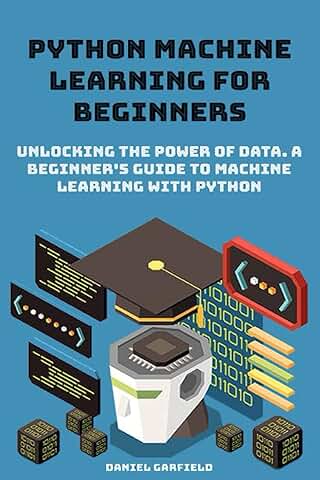 PYTHON MACHINE
LEARNING FOR
BEGINNERS
UNLOCKING THE POWER OF DATA. A
BEGINNER'S GUIDE TO MACHINE
LEARNING WITH PYTHON
DANIEL GARFIELD